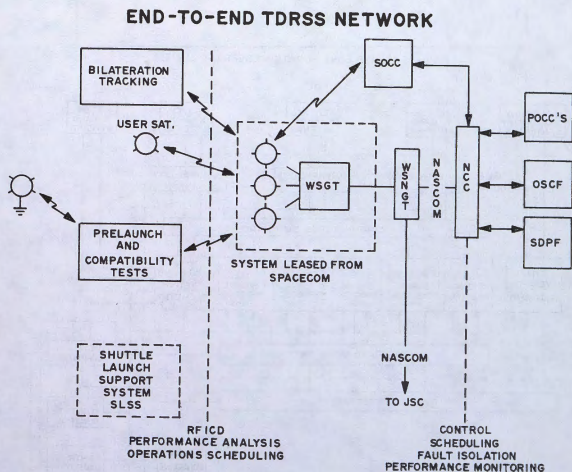 END-TO-END TDRSS NETWORK
BILATERATION
TRACKING
SOCC
POCC'S
USER SAT.
WSGT
WSNGT
NASCOM
NCC
OSCF
PRELAUNCH
AND
COMPATIBILITY
TESTS
SDPF
SYSTEM LEASED FROM
SPACECOM
SHUTTLE
LAUNCH
SUPPORT
SYSTEM
SLSS
NASCOM
TO JSC
RF ICD
PERFORMANCE ANALYSIS
OPERATIONS SCHEDULING
CONTROL
SCHEDULING
FAULT ISOLATION
PERFORMANCE MONITORING